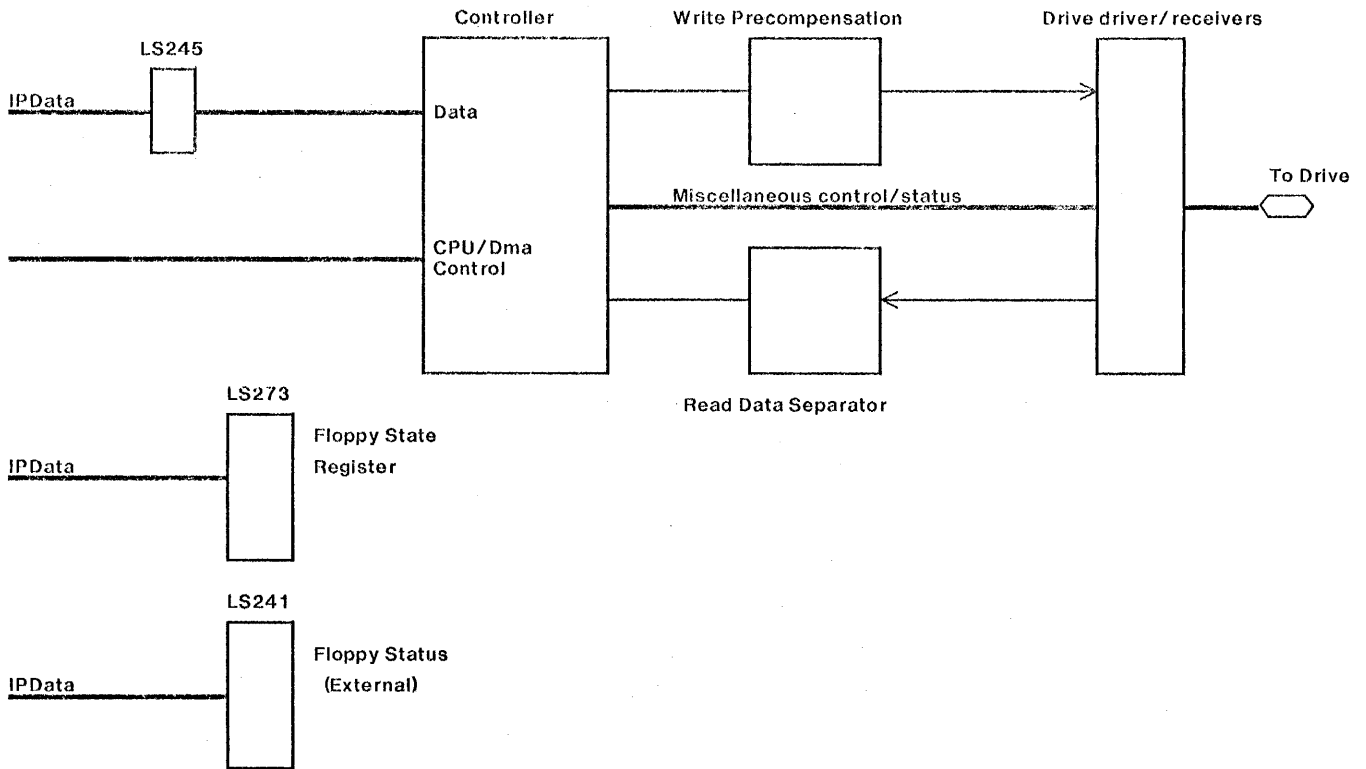 Controller
Write Precompensation
Drive driver/receivers
LS245
IPData
Data
To Drive
Miscellaneous control/status
CPU/Dma
Control
LS273
Read Data Separator
Floppy State
Register
IPData
LS241
Floppy Status
(External)
IPData